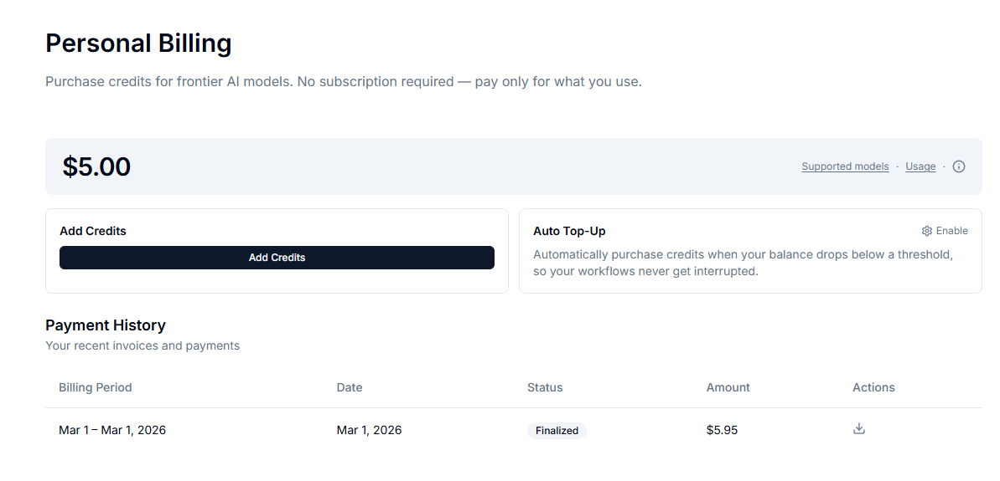 Personal Billing
Purchase credits for frontier AI models. No subscription required — pay only for what you use.
$5.00
Supported models · Usage ·
Add Credits
Add Credits
Auto Top-Up
Enable
Automatically purchase credits when your balance drops below a threshold,
so your workflows never get interrupted.
Payment History
Your recent invoices and payments
Billing Period Date Status Amount Actions
Mar 1 – Mar 1, 2026 Mar 1, 2026 Finalized $5.95